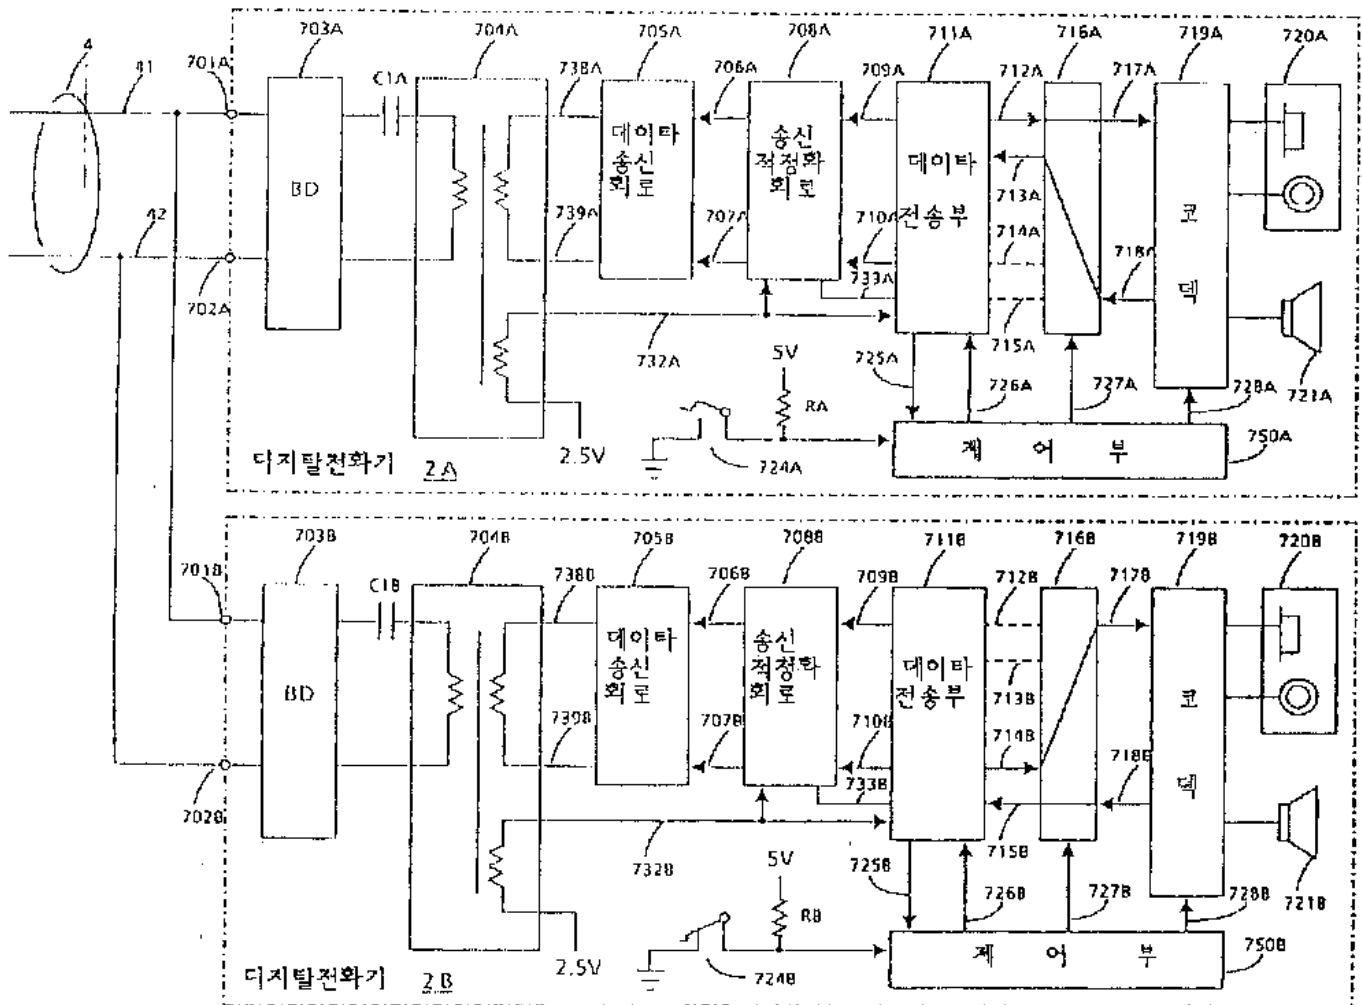 703A 704A 705A 708A 711A 716A 719A 720A
4 41 701A C1A 738A 706A 709A 712A 717A
BD
데이타
송신
회로
송신
적정화
회로
데이타
전송부
코
덱
713A
42 739A 707A 710A 714A 718A
702A 733A
732A 715A
5V 725A 726A 727A 728A 721A
RA
2.5V 724A
제 어 부
750A
디지탈전화기 2A
703B 704B 705B 708B 711B 716B 719B 720B
701B C1B 738B 706B 709B 712B 717B
BD
데이타
송신
회로
송신
적정화
회로
데이타
전송부
코
덱
713B
739B 707B 710B 714B 718B
702B 733B
732B 715B
5V 725B 726B 727B 728B 721B
RB
2.5V 724B
제 어 부
750B
디지탈전화기 2B